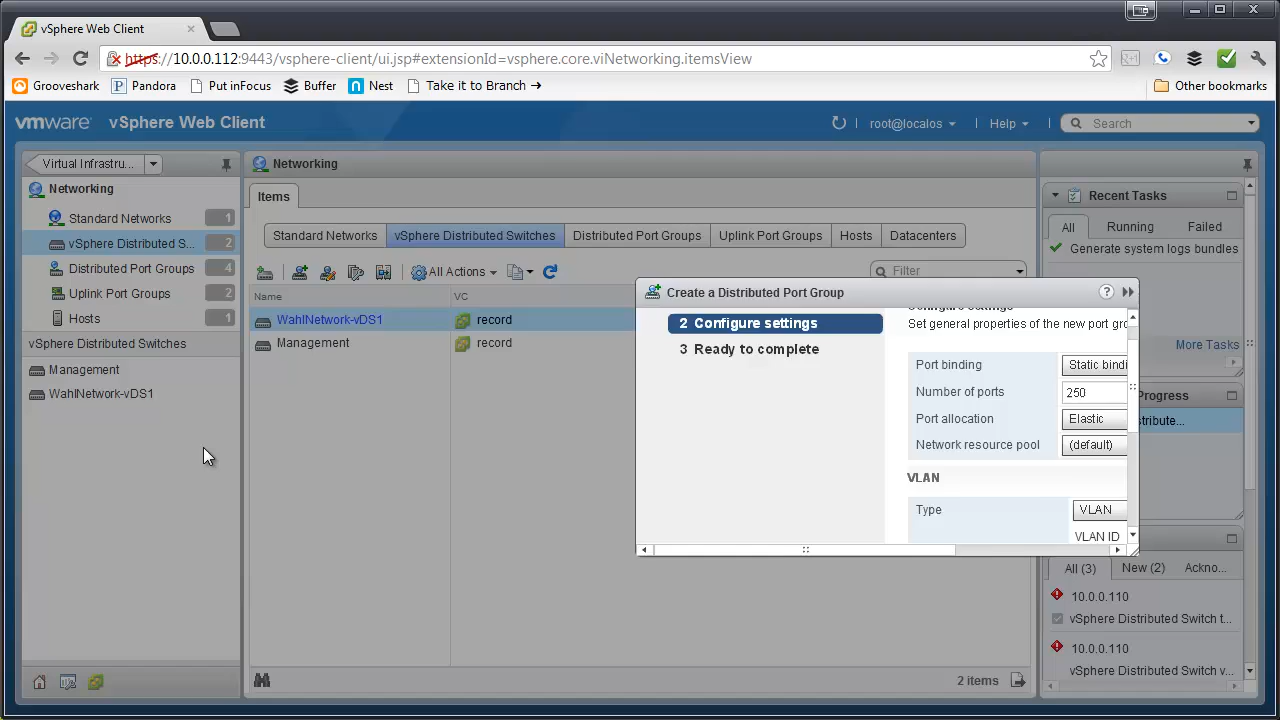 vSphere Web Client
https://10.0.0.112:9443/vsphere-client/ui.jsp#extensionId=vsphere.core.viNetworking.itemsView
Grooveshark
Pandora
Put inFocus
Buffer
Nest
Take it to Branch →
Other bookmarks
vmware vSphere Web Client
root@localos
Help
Search
Virtual Infrastru...
Networking
Standard Networks 1
vSphere Distributed S... 2
Distributed Port Groups 4
Uplink Port Groups 2
Hosts 1
vSphere Distributed Switches
Management
WahlNetwork-vDS1
Networking
Items
Standard Networks
vSphere Distributed Switches
Distributed Port Groups
Uplink Port Groups
Hosts
Datacenters
All Actions
Filter
Name
VC
WahlNetwork-vDS1 record
Management record
2 items
Create a Distributed Port Group
2 Configure settings
3 Ready to complete
Configure settings
Set general properties of the new port gro
Port binding Static bindi
Number of ports 250
Port allocation Elastic
Network resource pool (default)
VLAN
Type VLAN
VLAN ID
Recent Tasks
All Running Failed
Generate system logs bundles
More Tasks
Progress
stribute...
All (3) New (2) Ackno...
10.0.0.110
vSphere Distributed Switch t...
10.0.0.110
vSphere Distributed Switch v...